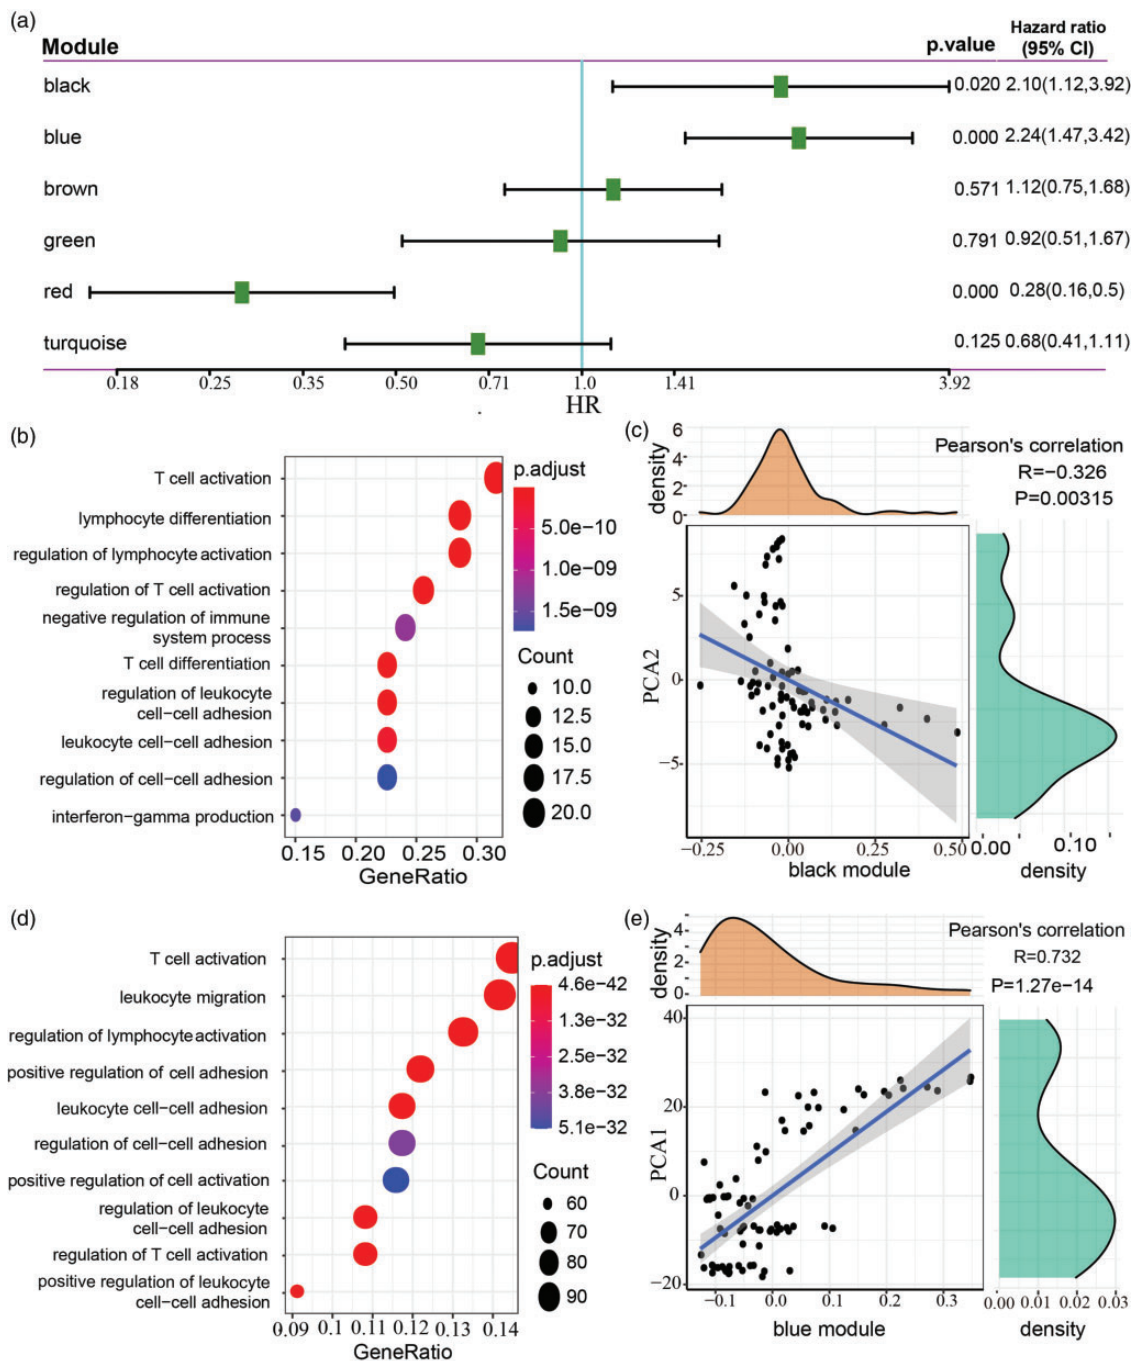 (a)
Module p.value Hazard ratio
(95% CI)
black 0.020 2.10(1.12,3.92)
blue 0.000 2.24(1.47,3.42)
brown 0.571 1.12(0.75,1.68)
green 0.791 0.92(0.51,1.67)
red 0.000 0.28(0.16,0.5)
turquoise 0.125 0.68(0.41,1.11)
0.18 0.25 0.35 0.50 0.71 1.0 1.41 3.92
HR
(b)
T cell activation
lymphocyte differentiation
regulation of lymphocyte activation
regulation of T cell activation
negative regulation of immune
system process
T cell differentiation
regulation of leukocyte
cell−cell adhesion
leukocyte cell−cell adhesion
regulation of cell−cell adhesion
interferon−gamma production
0.15 0.20 0.25 0.30
GeneRatio
p.adjust
5.0e−10
1.0e−09
1.5e−09
Count
10.0
12.5
15.0
17.5
20.0
(c)
density
6
4
2
0
Pearson's correlation
R=−0.326
P=0.00315
PCA2
5
0
−5
−0.25 0.00 0.25 0.50
black module
0.00 0.10
density
(d)
T cell activation
leukocyte migration
regulation of lymphocyte activation
positive regulation of cell adhesion
leukocyte cell−cell adhesion
regulation of cell−cell adhesion
positive regulation of cell activation
regulation of leukocyte
cell−cell adhesion
regulation of T cell activation
positive regulation of leukocyte
cell−cell adhesion
0.09 0.1 0.11 0.12 0.13 0.14
GeneRatio
p.adjust
4.6e−42
1.3e−32
2.5e−32
3.8e−32
5.1e−32
Count
60
70
80
90
(e)
density
4
2
0
Pearson's correlation
R=0.732
P=1.27e−14
PCA1
40
20
0
−20
−0.1 0.0 0.1 0.2 0.3
blue module
0.00 0.01 0.02 0.03
density